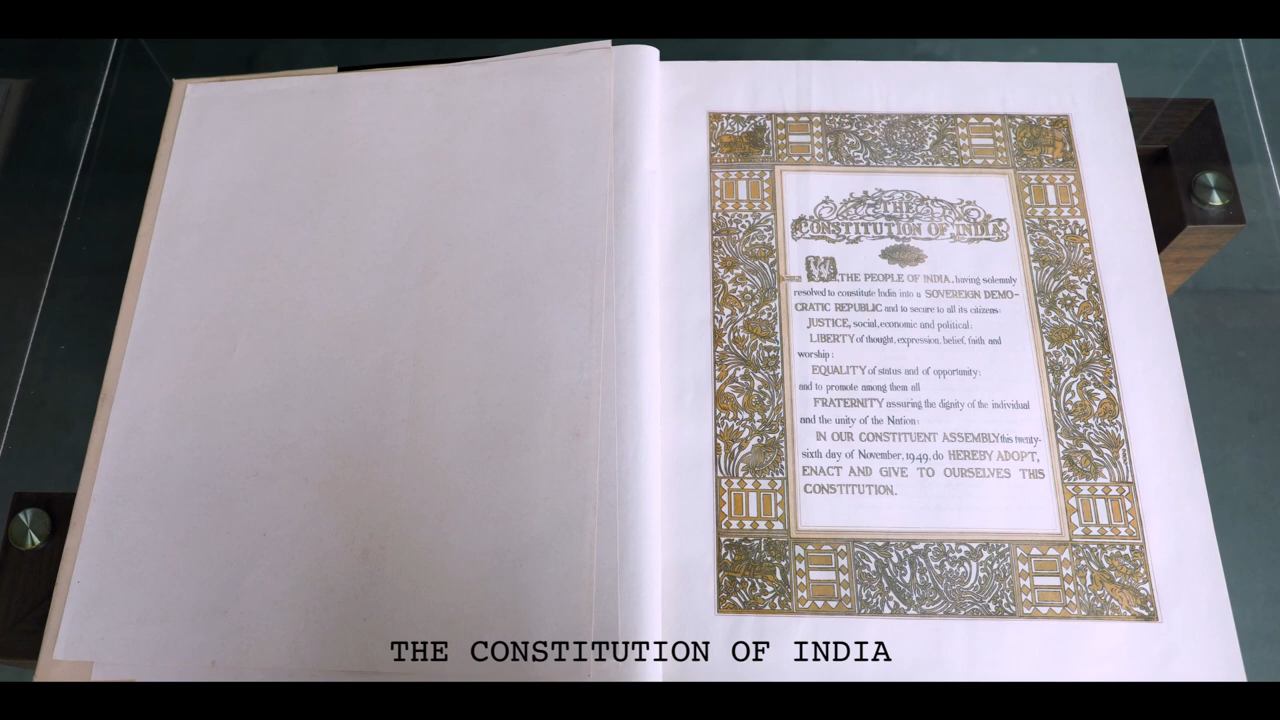 THE
CONSTITUTION OF INDIA
WE, THE PEOPLE OF INDIA, having solemnly
resolved to constitute India into a SOVEREIGN DEMO-
CRATIC REPUBLIC and to secure to all its citizens:
JUSTICE, social, economic and political;
LIBERTY of thought, expression, belief, faith and
worship;
EQUALITY of status and of opportunity;
and to promote among them all
FRATERNITY assuring the dignity of the individual
and the unity of the Nation;
IN OUR CONSTITUENT ASSEMBLY this twenty-
sixth day of November, 1949, do HEREBY ADOPT,
ENACT AND GIVE TO OURSELVES THIS
CONSTITUTION.
THE CONSTITUTION OF INDIA